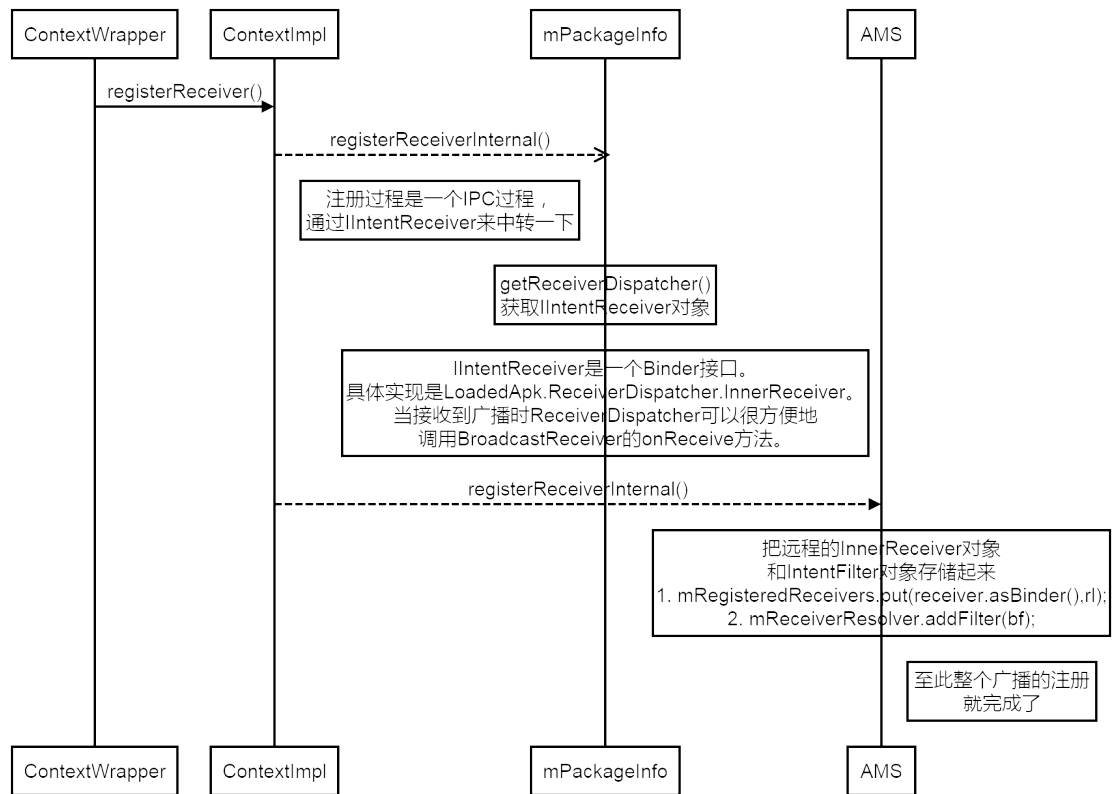 ContextWrapper
ContextImpl
mPackageInfo
AMS
registerReceiver()
registerReceiverInternal()
注册过程是一个IPC过程，
通过IIntentReceiver来中转一下
getReceiverDispatcher()
获取IIntentReceiver对象
IIntentReceiver是一个Binder接口。
具体实现是LoadedApk.ReceiverDispatcher.InnerReceiver。
当接收到广播时ReceiverDispatcher可以很方便地
调用BroadcastReceiver的onReceive方法。
registerReceiverInternal()
把远程的InnerReceiver对象
和IntentFilter对象存储起来
1. mRegisteredReceivers.put(receiver.asBinder(),rl);
2. mReceiverResolver.addFilter(bf);
至此整个广播的注册
就完成了
ContextWrapper
ContextImpl
mPackageInfo
AMS